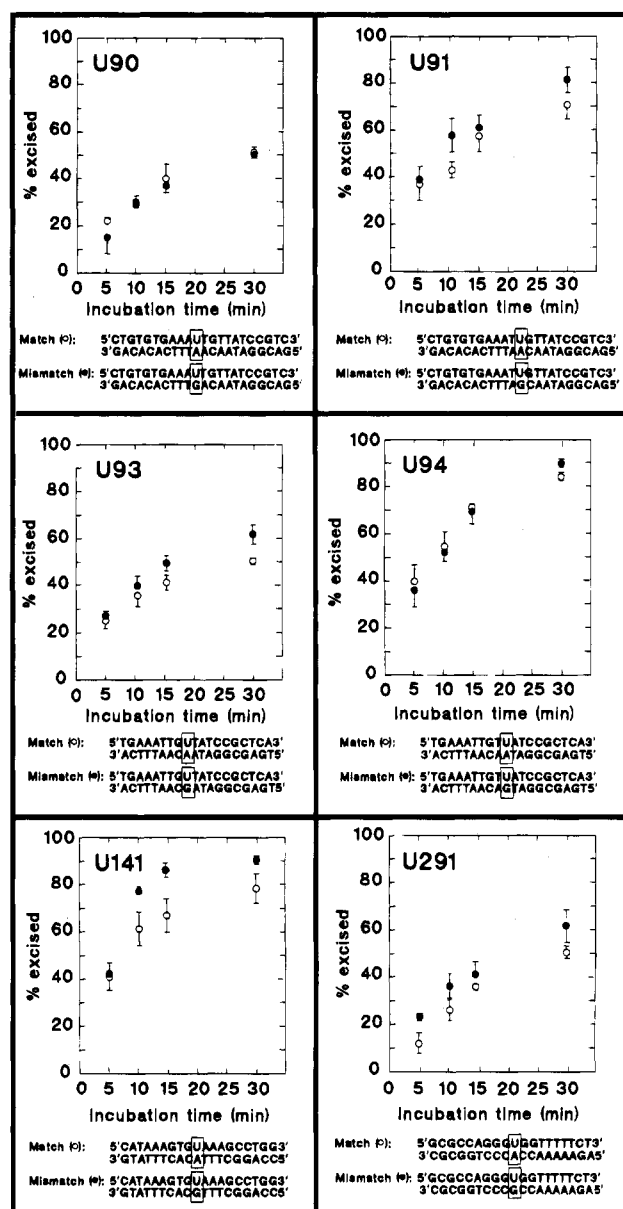 U90
% excised
100
80
60
40
20
0
0 5 10 15 20 25 30
Incubation time (min)
Match (○): 5'CTGTGTGAAAUTGTTATCCGTC3'
3'GACACACTTTAACAATAGGCAG5'
Mismatch (●): 5'CTGTGTGAAAUTGTTATCCGTC3'
3'GACACACTTTGACAATAGGCAG5'
U91
% excised
100
80
60
40
20
0
0 5 10 15 20 25 30
Incubation time (min)
Match (○): 5'CTGTGTGAAATUGTTATCCGTC3'
3'GACACACTTTAACAATAGGCAG5'
Mismatch (●): 5'CTGTGTGAAATUGTTATCCGTC3'
3'GACACACTTTAGCAATAGGCAG5'
U93
% excised
100
80
60
40
20
0
0 5 10 15 20 25 30
Incubation time (min)
Match (○): 5'TGAAATTGUTATCCGCTCA3'
3'ACTTTAACAATAGGCGAGT5'
Mismatch (●): 5'TGAAATTGUTATCCGCTCA3'
3'ACTTTAACGATAGGCGAGT5'
U94
% excised
100
80
60
40
20
0
0 5 10 15 20 25 30
Incubation time (min)
Match (○): 5'TGAAATTGTUATCCGCTCA3'
3'ACTTTAACAATAGGCGAGT5'
Mismatch (●): 5'TGAAATTGTUATCCGCTCA3'
3'ACTTTAACAGTAGGCGAGT5'
U141
% excised
100
80
60
40
20
0
0 5 10 15 20 25 30
Incubation time (min)
Match (○): 5'CATAAAGTGUAAAGCCTGG3'
3'GTATTTCACATTTCGGACC5'
Mismatch (●): 5'CATAAAGTGUAAAGCCTGG3'
3'GTATTTCACGTTTCGGACC5'
U291
% excised
100
80
60
40
20
0
0 5 10 15 20 25 30
Incubation time (min)
Match (○): 5'GCGCCAGGGUGGTTTTTCT3'
3'CGCGGTCCCACCAAAAAGA5'
Mismatch (●): 5'GCGCCAGGGUGGTTTTTCT3'
3'CGCGGTCCCGCCAAAAAGA5'